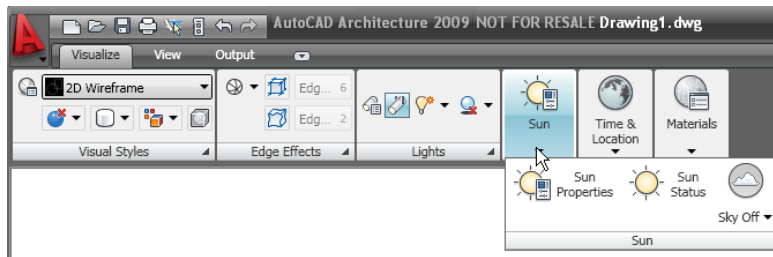 AutoCAD Architecture 2009 NOT FOR RESALE Drawing1.dwg
Visualize View Output
2D Wireframe
Edg... 6
Edg... 2
Sun
Time &
Location
Materials
Visual Styles
Edge Effects
Lights
Sun
Properties
Sun
Status
Sky Off
Sun